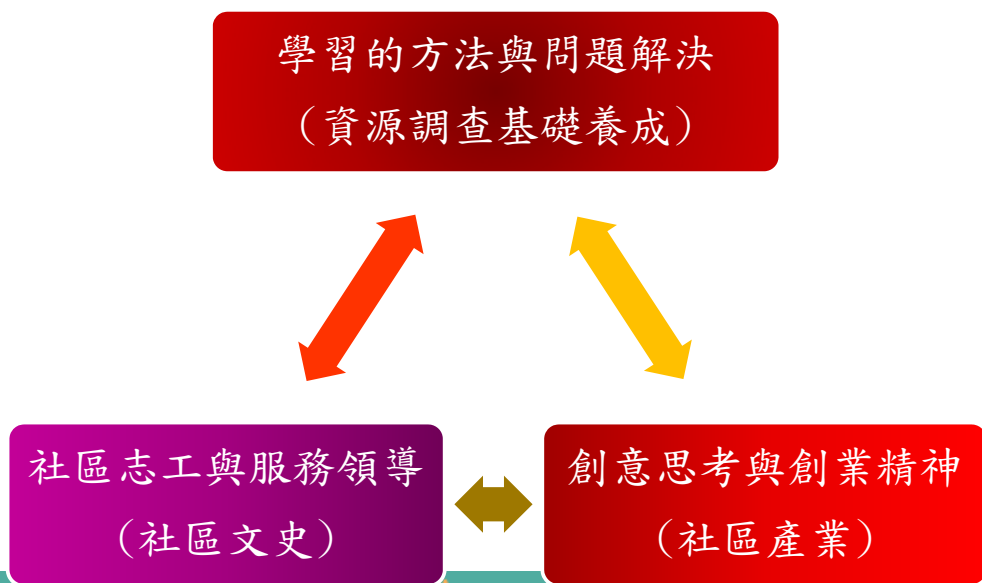 學習的方法與問題解決
（資源調查基礎養成）
社區志工與服務領導
（社區文史）
創意思考與創業精神
（社區產業）